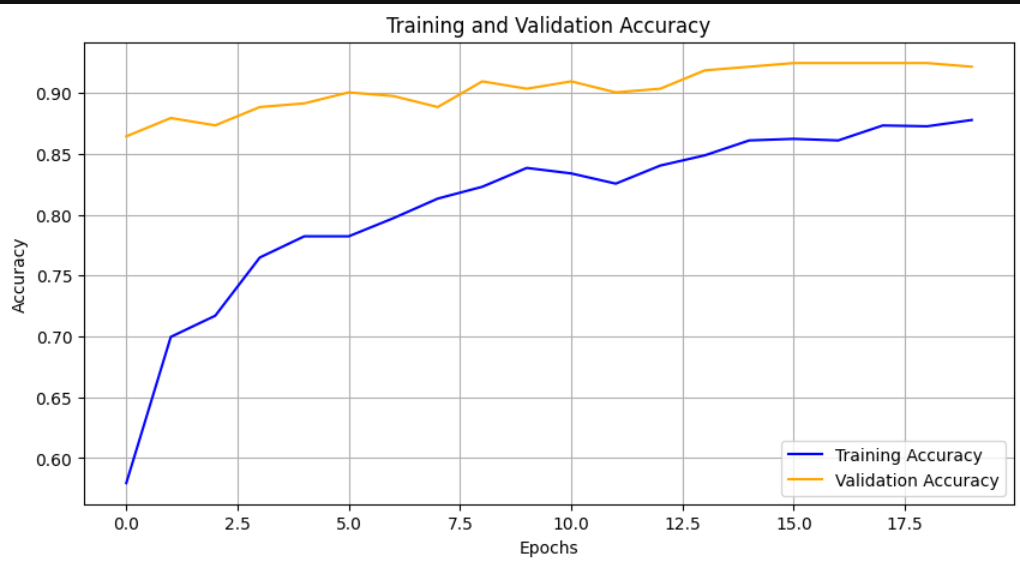 Training and Validation Accuracy
Accuracy
0.90
0.85
0.80
0.75
0.70
0.65
0.60
Training Accuracy
Validation Accuracy
0.0 2.5 5.0 7.5 10.0 12.5 15.0 17.5
Epochs